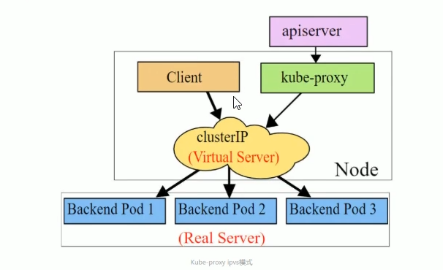 apiserver
Client
kube-proxy
clusterIP
(Virtual Server)
Node
Backend Pod 1
Backend Pod 2
Backend Pod 3
(Real Server)
Kube-proxy ipvs模式